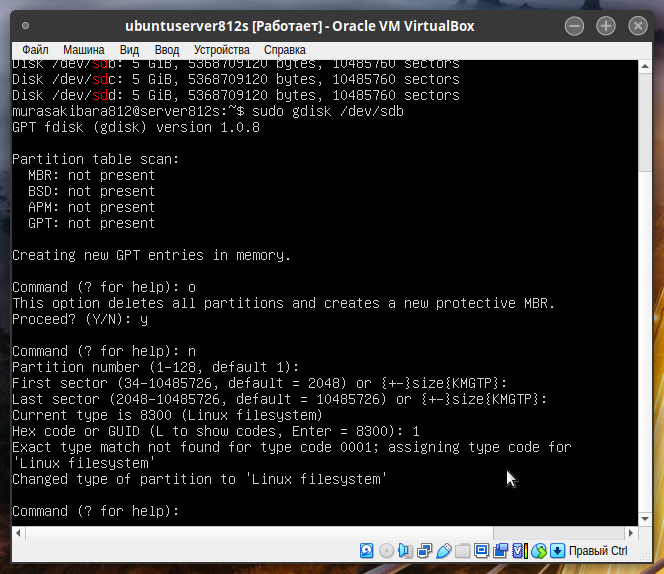 ubuntuserver812s [Работает] - Oracle VM VirtualBox
Файл Машина Вид Ввод Устройства Справка
Disk /dev/sdb: 5 GiB, 5368709120 bytes, 10485760 sectors
Disk /dev/sdc: 5 GiB, 5368709120 bytes, 10485760 sectors
Disk /dev/sdd: 5 GiB, 5368709120 bytes, 10485760 sectors
murasakibara812@server812s:~$ sudo gdisk /dev/sdb
GPT fdisk (gdisk) version 1.0.8
Partition table scan:
MBR: not present
BSD: not present
APM: not present
GPT: not present
Creating new GPT entries in memory.
Command (? for help): o
This option deletes all partitions and creates a new protective MBR.
Proceed? (Y/N): y
Command (? for help): n
Partition number (1-128, default 1):
First sector (34-10485726, default = 2048) or {+-}size{KMGTP}:
Last sector (2048-10485726, default = 10485726) or {+-}size{KMGTP}:
Current type is 8300 (Linux filesystem)
Hex code or GUID (L to show codes, Enter = 8300): 1
Exact type match not found for type code 0001; assigning type code for
'Linux filesystem'
Changed type of partition to 'Linux filesystem'
Command (? for help):
Правый Ctrl